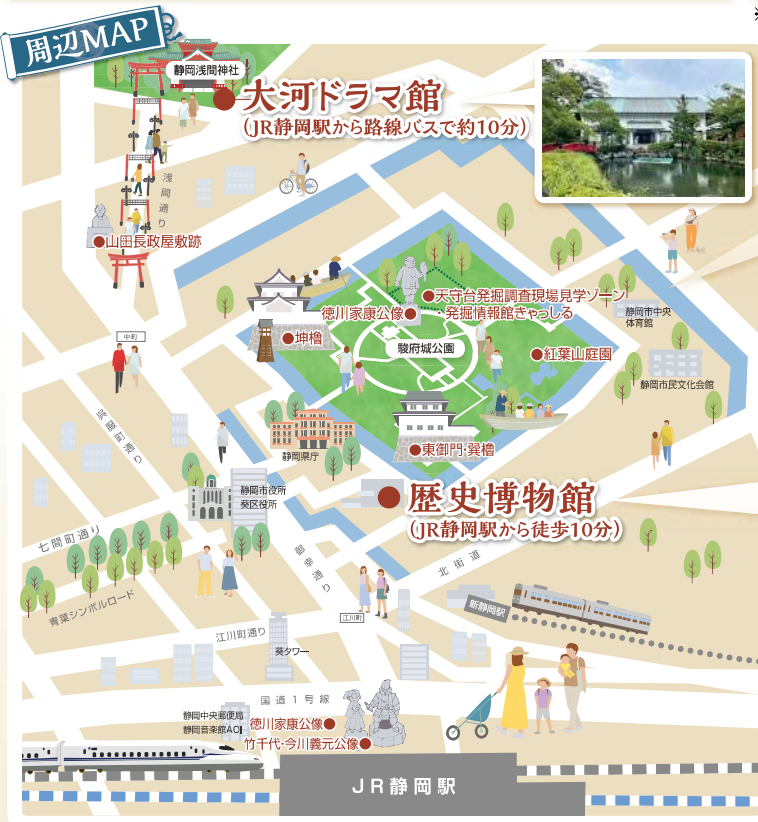 周辺MAP
静岡浅間神社
大河ドラマ館
(JR静岡駅から路線バスで約10分)
浅間通り
山田長政屋敷跡
天守台発掘調査現場見学ゾーン
・発掘情報館きゃっしる
徳川家康公像
静岡市中央
体育館
中町
坤櫓
駿府城公園
紅葉山庭園
静岡市民文化会館
呉服町通り
静岡県庁
東御門・巽櫓
静岡市役所
葵区役所
歴史博物館
(JR静岡駅から徒歩10分)
七間町通り
御幸通り
北街道
青葉シンボルロード
新静岡駅
江川町
江川町通り
葵タワー
国道1号線
静岡中央郵便局
静岡音楽館AOI
徳川家康公像
竹千代・今川義元公像
JR静岡駅